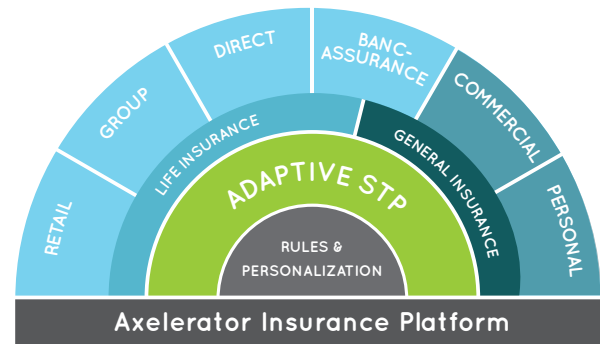 RETAIL
GROUP
DIRECT
BANC-
ASSURANCE
COMMERCIAL
PERSONAL
LIFE INSURANCE
GENERAL INSURANCE
ADAPTIVE STP
RULES &
PERSONALIZATION
Axelerator Insurance Platform